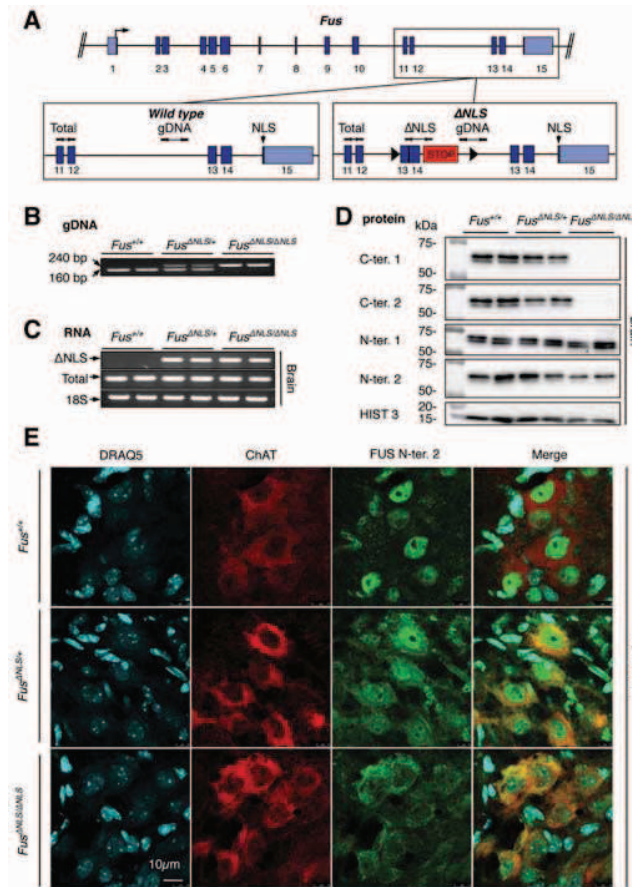 A
Fus
1 23 4 5 6 7 8 9 10 11 12 13 14 15
Wild type
Total gDNA NLS
11 12 13 14 15
ΔNLS
Total ΔNLS gDNA NLS
STOP
11 12 13 14 13 14 15
B gDNA
Fus+/+ FusΔNLS/+ FusΔNLS/ΔNLS
240 bp
160 bp
C RNA
Fus+/+ FusΔNLS/+ FusΔNLS/ΔNLS
ΔNLS
Total
18S
Brain
D protein kDa
Fus+/+ FusΔNLS/+ FusΔNLS/ΔNLS
75-
C-ter. 1
50-
75-
C-ter. 2
50-
75-
N-ter. 1
50-
75-
N-ter. 2
50-
HIST 3
20-
15-
E
DRAQ5 ChAT FUS N-ter. 2 Merge
Fus+/+
FusΔNLS/+
FusΔNLS/ΔNLS
10μm